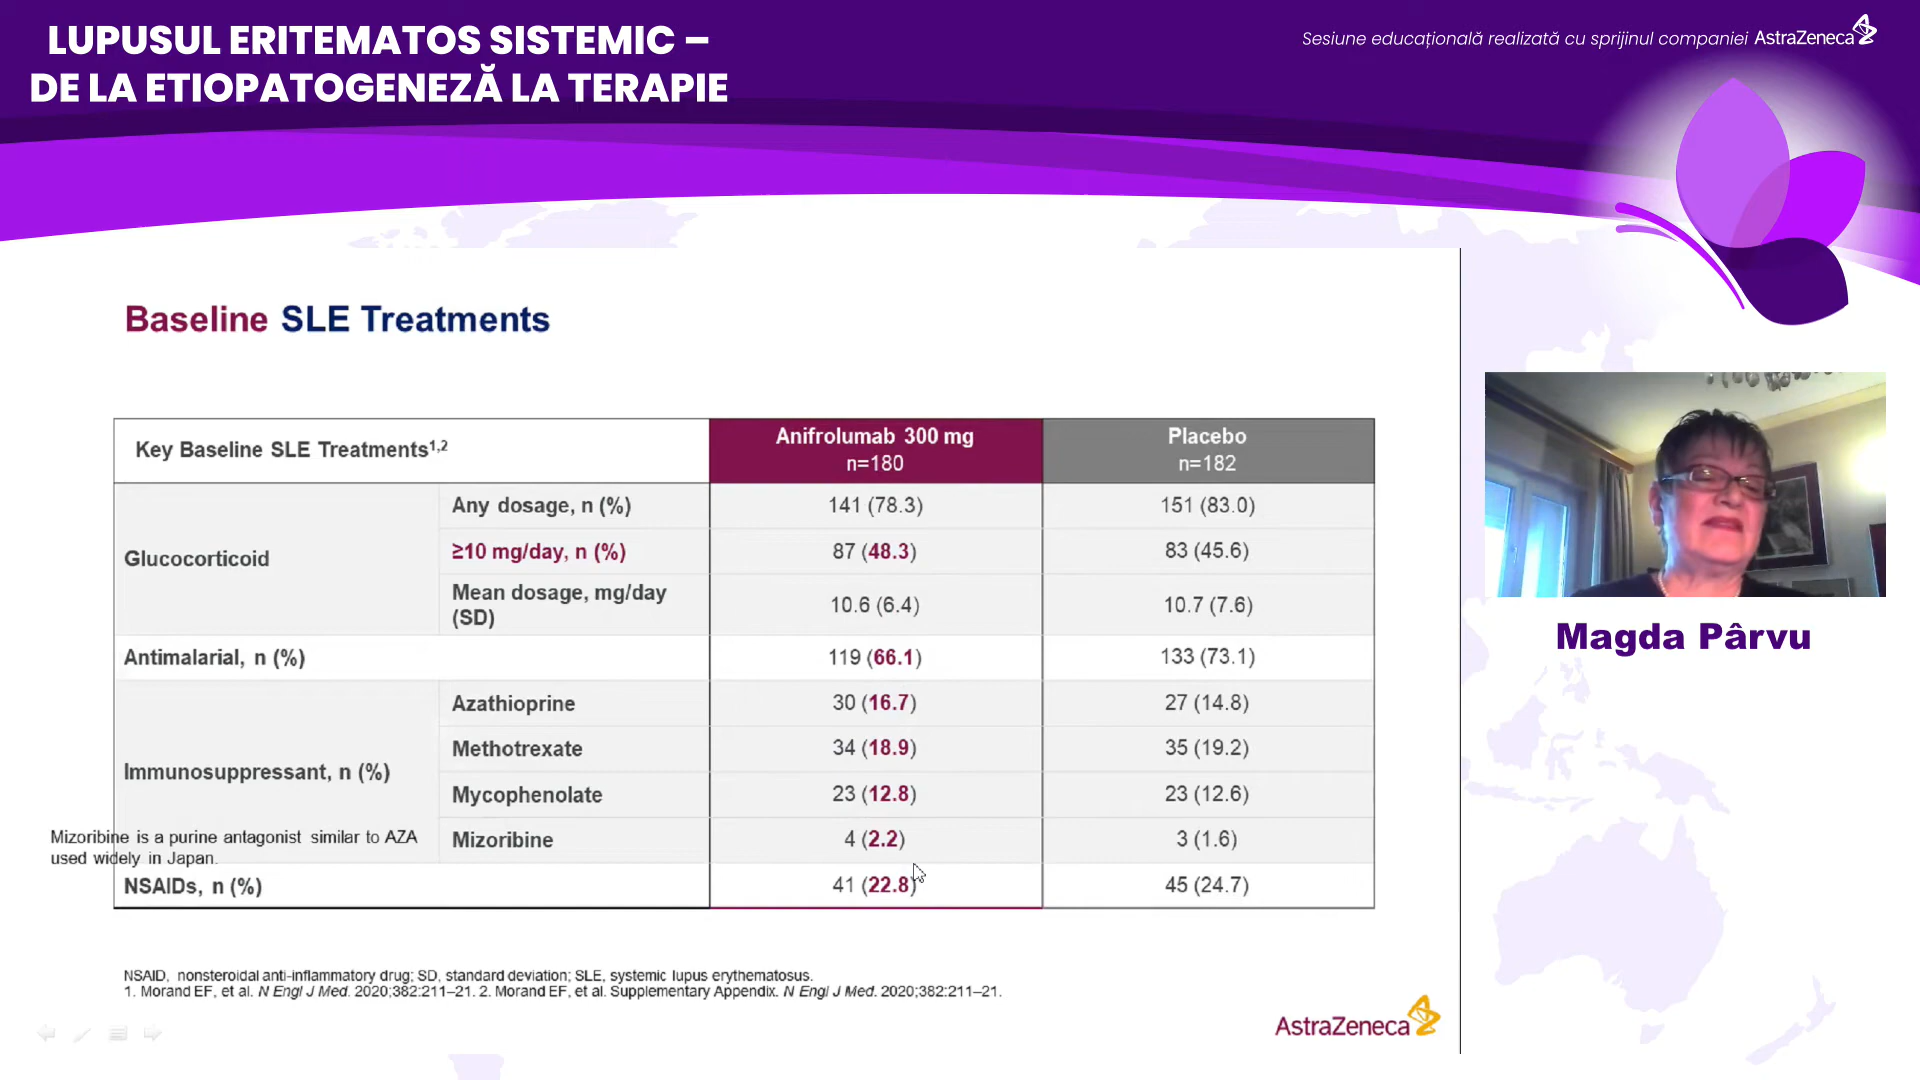 LUPUSUL ERITEMATOS SISTEMIC –
DE LA ETIOPATOGENEZĂ LA TERAPIE
Sesiune educațională realizată cu sprijinul companiei AstraZeneca
Baseline SLE Treatments
Key Baseline SLE Treatments1,2
Anifrolumab 300 mg
n=180
Placebo
n=182
Glucocorticoid
Any dosage, n (%)
141 (78.3)
151 (83.0)
≥10 mg/day, n (%)
87 (48.3)
83 (45.6)
Mean dosage, mg/day
(SD)
10.6 (6.4)
10.7 (7.6)
Antimalarial, n (%)
119 (66.1)
133 (73.1)
Immunosuppressant, n (%)
Azathioprine
30 (16.7)
27 (14.8)
Methotrexate
34 (18.9)
35 (19.2)
Mycophenolate
23 (12.8)
23 (12.6)
Mizoribine
4 (2.2)
3 (1.6)
Mizoribine is a purine antagonist similar to AZA
used widely in Japan.
NSAIDs, n (%)
41 (22.8)
45 (24.7)
NSAID, nonsteroidal anti-inflammatory drug; SD, standard deviation; SLE, systemic lupus erythematosus.
1. Morand EF, et al. N Engl J Med. 2020;382:211–21. 2. Morand EF, et al. Supplementary Appendix. N Engl J Med. 2020;382:211–21.
AstraZeneca
Magda Pârvu